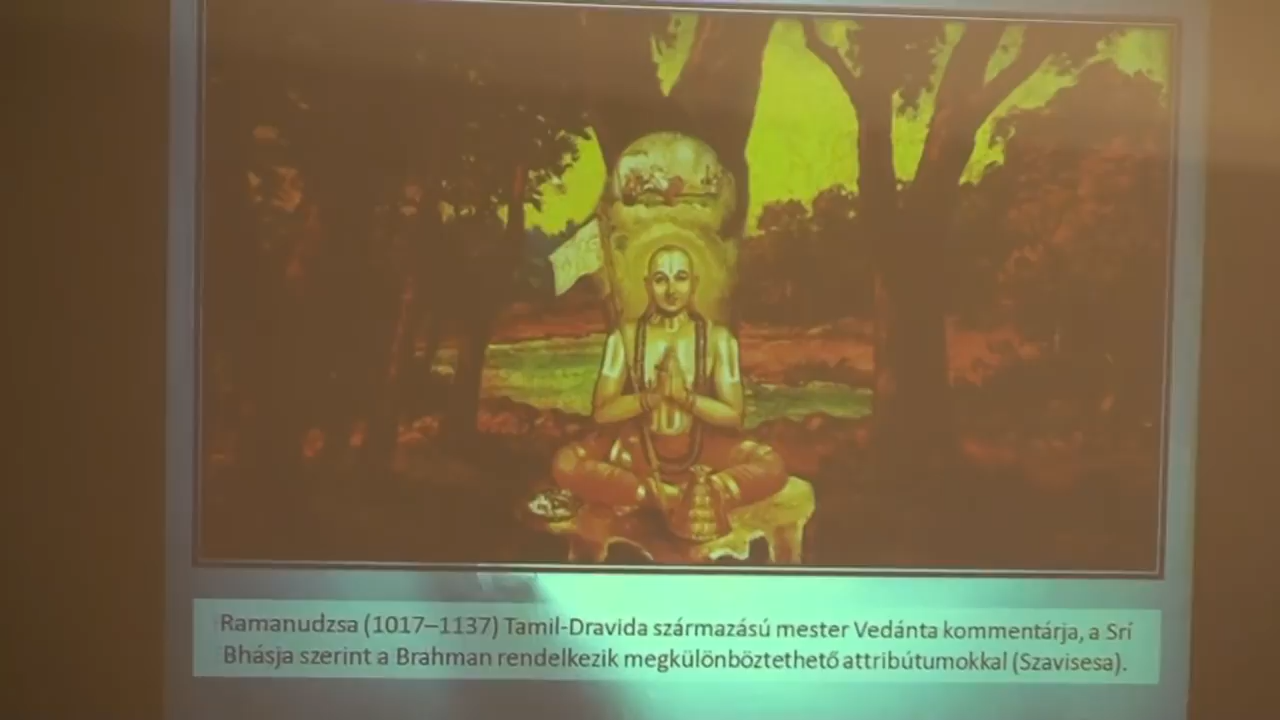 Ramanudzsa (1017–1137) Tamil-Dravida származású mester Vedánta kommentárja, a Srí
Bhásja szerint a Brahman rendelkezik megkülönböztethető attribútumokkal (Szavisesa).